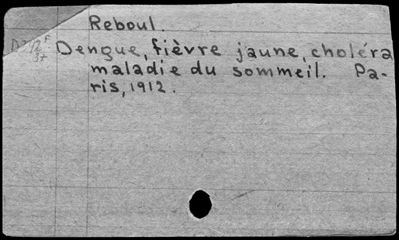 Reboul
Dengue, fièvre jaune, choléra
maladie du sommeil. Pa-
ris, 1912.